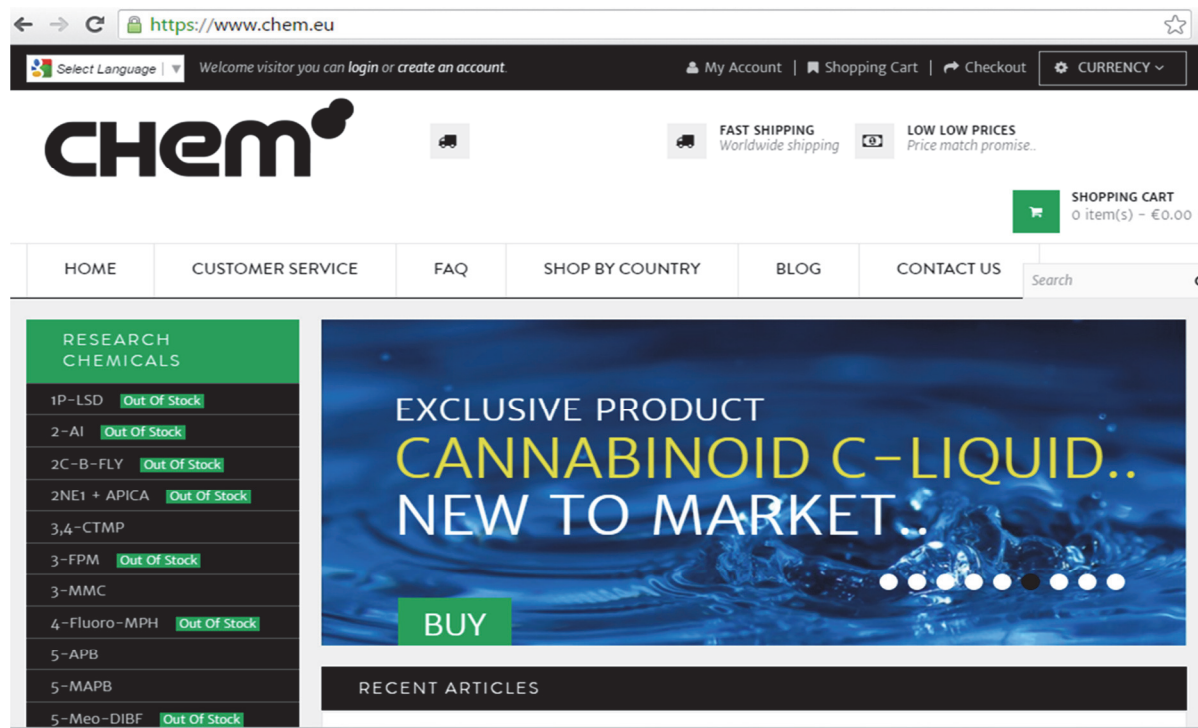 https://www.chem.eu
Select Language
Welcome visitor you can login or create an account.
My Account | Shopping Cart | Checkout
CURRENCY
CHem
FAST SHIPPING
Worldwide shipping
LOW LOW PRICES
Price match promise..
SHOPPING CART
0 item(s) - €0.00
HOME
CUSTOMER SERVICE
FAQ
SHOP BY COUNTRY
BLOG
CONTACT US
Search
RESEARCH
CHEMICALS
1P-LSD Out Of Stock
2-AI Out Of Stock
2C-B-FLY Out Of Stock
2NE1 + APICA Out Of Stock
3,4-CTMP
3-FPM Out Of Stock
3-MMC
4-Fluoro-MPH Out Of Stock
5-APB
5-MAPB
5-Meo-DIBF Out Of Stock
EXCLUSIVE PRODUCT
CANNABINOID C-LIQUID..
NEW TO MARKET..
BUY
RECENT ARTICLES